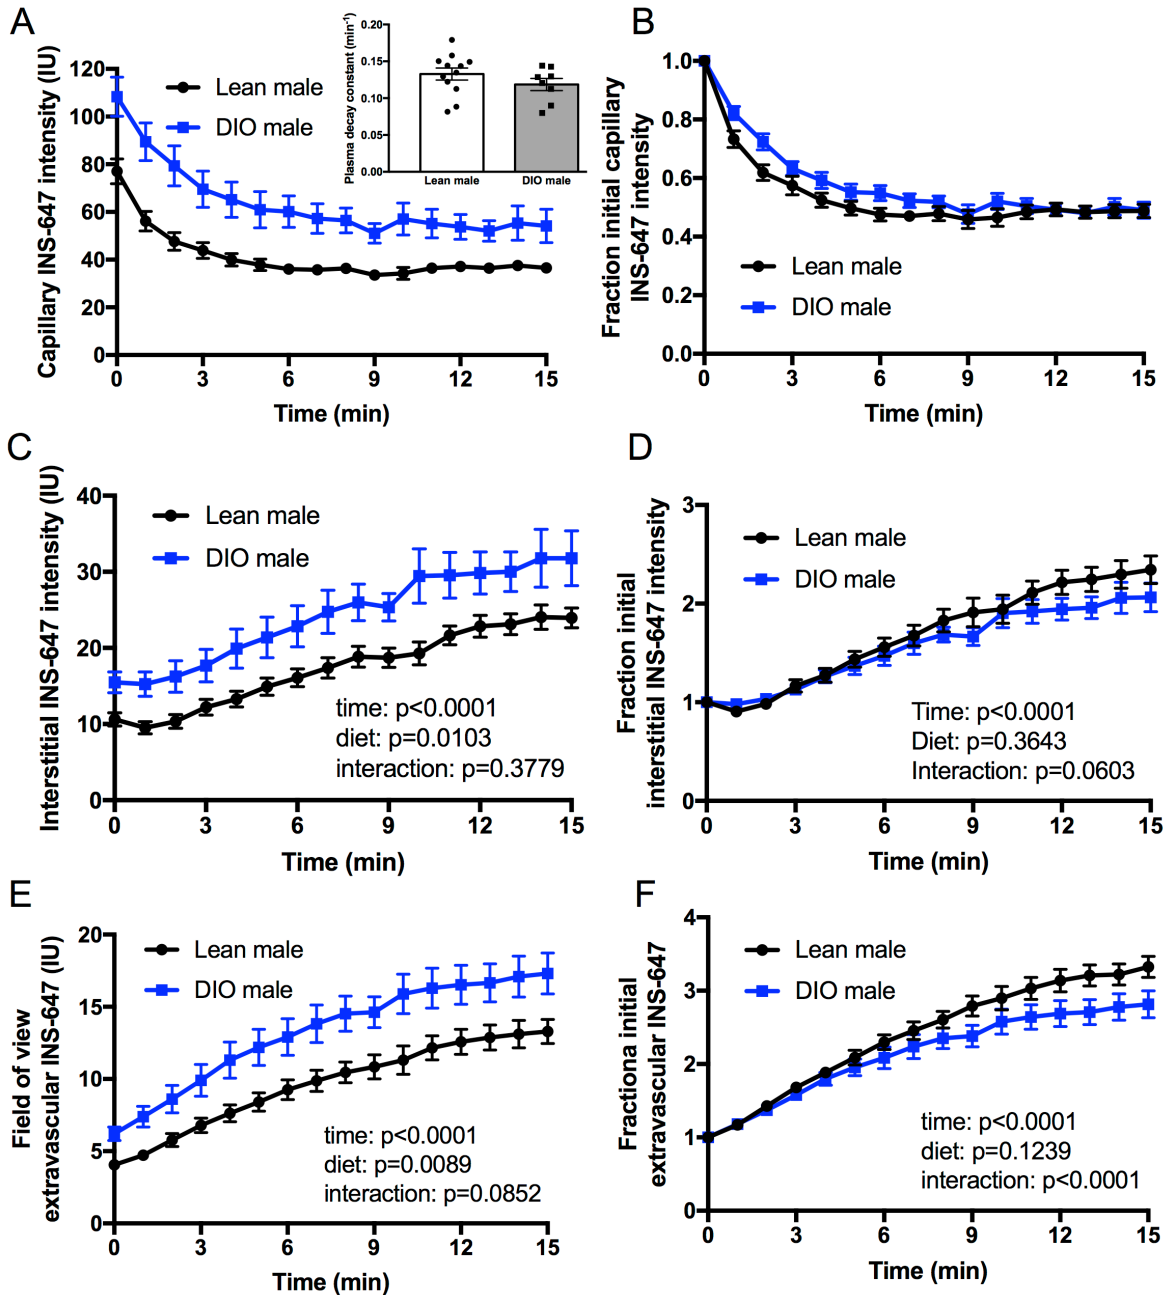 A
Capillary INS-647 intensity (IU)
120
100
80
60
40
20
0
0 3 6 9 12 15
Time (min)
Lean male
DIO male
Plasma decay constant (min-1)
0.20
0.15
0.10
0.05
0.00
Lean male DIO male
B
Fraction initial capillary
INS-647 intensity
1.0
0.8
0.6
0.4
0.2
0.0
0 3 6 9 12 15
Time (min)
Lean male
DIO male
C
Interstitial INS-647 intensity (IU)
40
30
20
10
0
0 3 6 9 12 15
Time (min)
Lean male
DIO male
time: p<0.0001
diet: p=0.0103
interaction: p=0.3779
D
Fraction initial
interstitial INS-647 intensity
3
2
1
0
0 3 6 9 12 15
Time (min)
Lean male
DIO male
Time: p<0.0001
Diet: p=0.3643
Interaction: p=0.0603
E
Field of view
extravascular INS-647 (IU)
20
15
10
5
0
0 3 6 9 12 15
Time (min)
Lean male
DIO male
time: p<0.0001
diet: p=0.0089
interaction: p=0.0852
F
Fractiona initial
extravascular INS-647
4
3
2
1
0
0 3 6 9 12 15
Time (min)
Lean male
DIO male
time: p<0.0001
diet: p=0.1239
interaction: p<0.0001